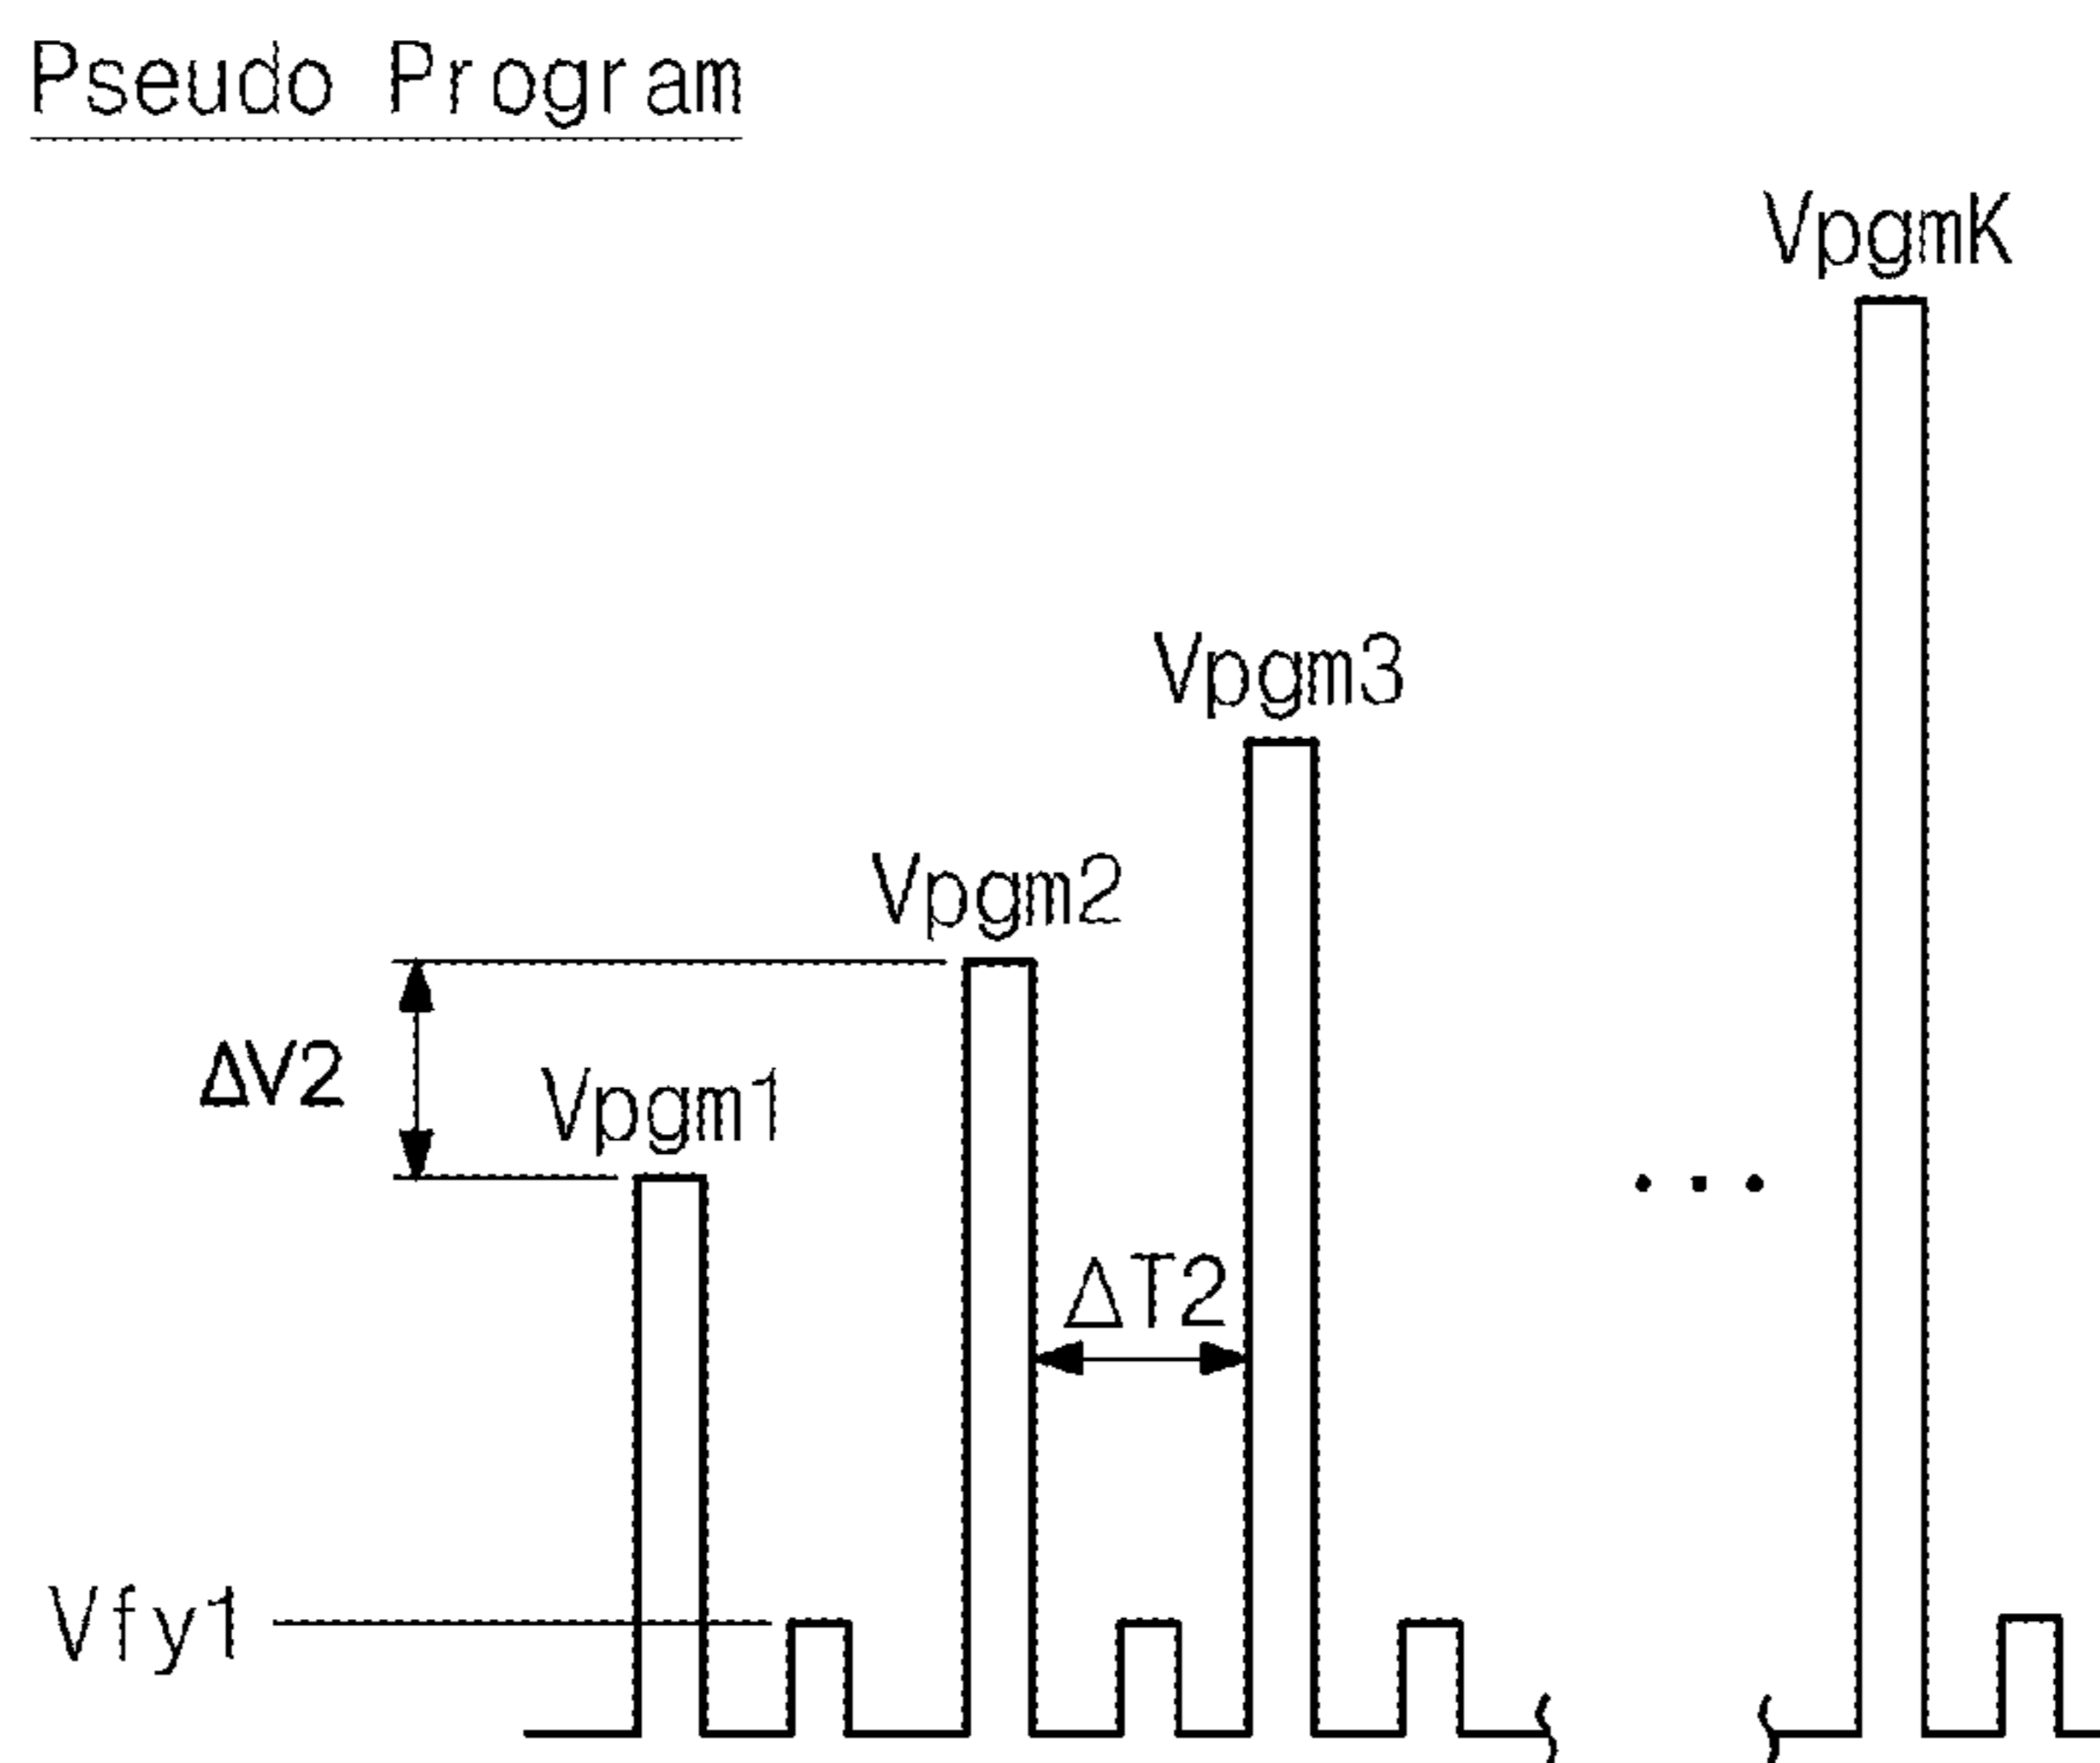 Pseudo Program
VpgmK
Vpgm3
Vpgm2
ΔV2
Vpgm1
. . .
ΔT2
Vfy1